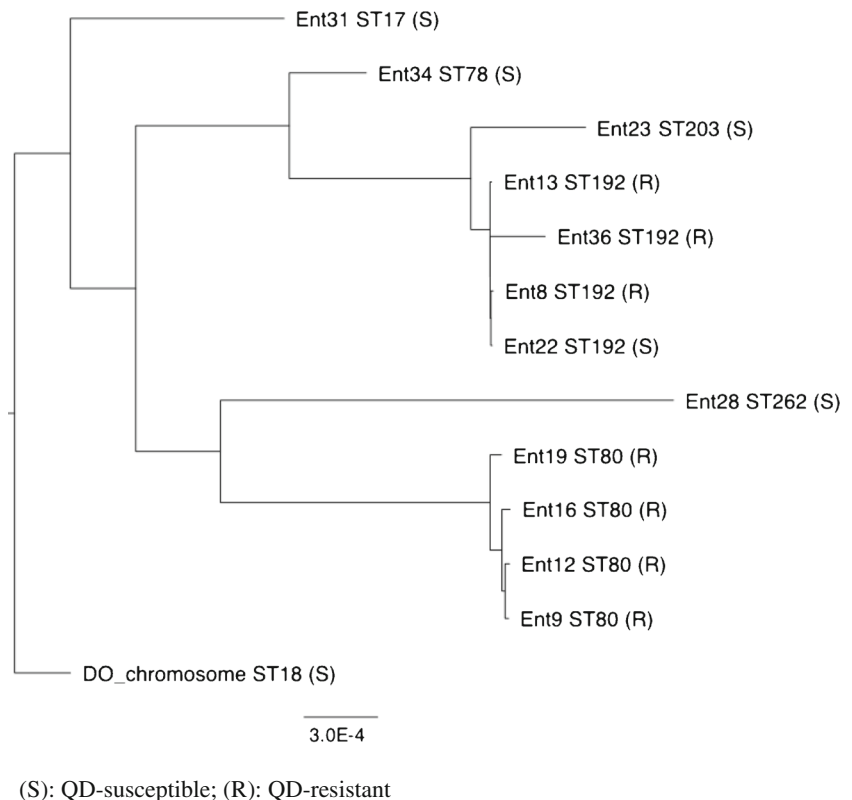 Ent31 ST17 (S)
Ent34 ST78 (S)
Ent23 ST203 (S)
Ent13 ST192 (R)
Ent36 ST192 (R)
Ent8 ST192 (R)
Ent22 ST192 (S)
Ent28 ST262 (S)
Ent19 ST80 (R)
Ent16 ST80 (R)
Ent12 ST80 (R)
Ent9 ST80 (R)
DO_chromosome ST18 (S)
3.0E-4
(S): QD-susceptible; (R): QD-resistant